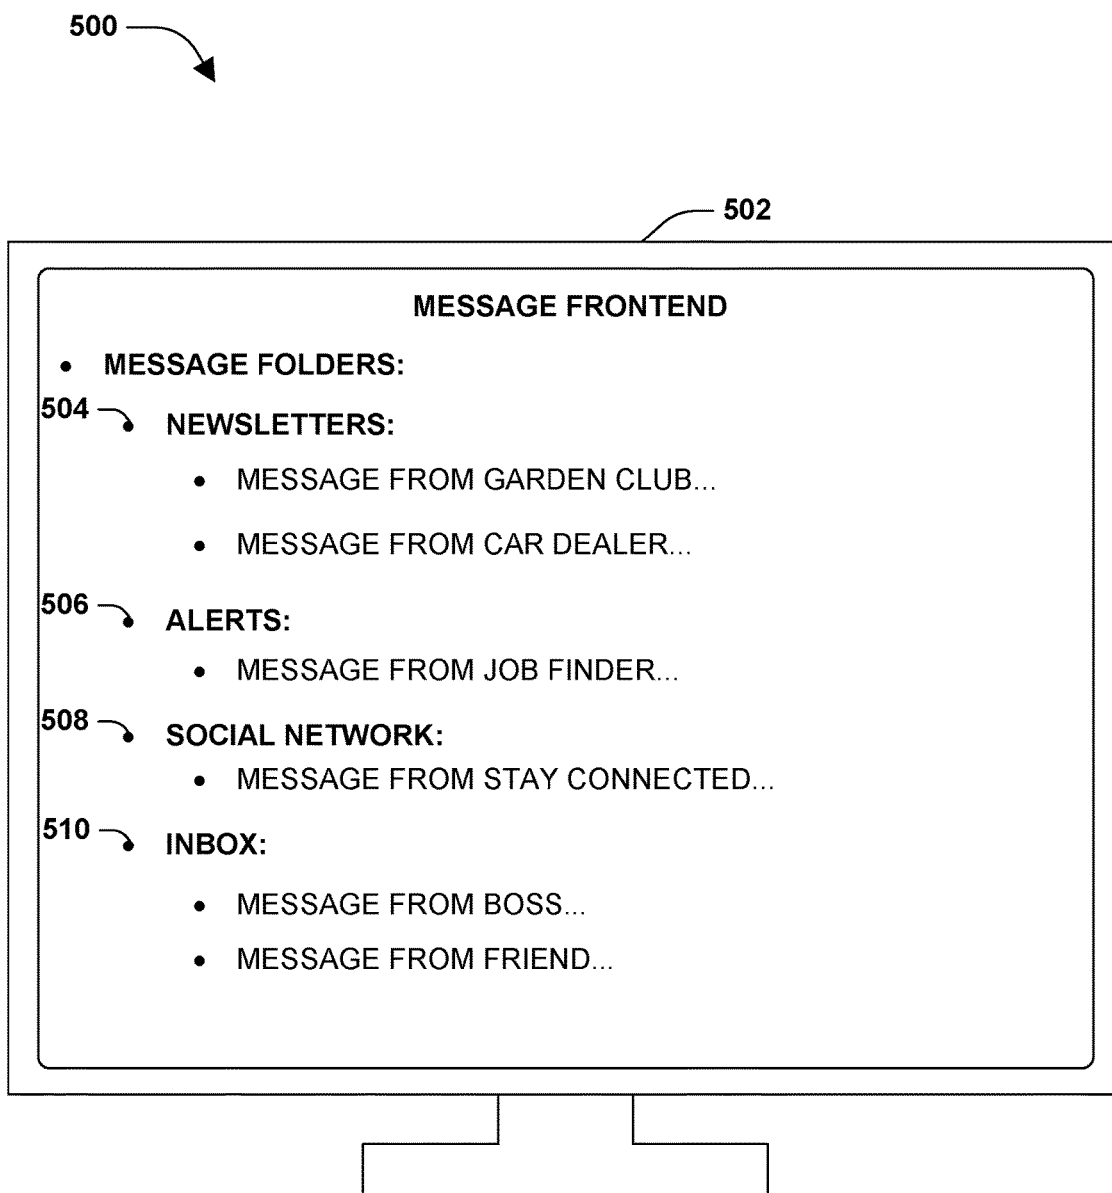 500
502
MESSAGE FRONTEND
• MESSAGE FOLDERS:
504 • NEWSLETTERS:
• MESSAGE FROM GARDEN CLUB...
• MESSAGE FROM CAR DEALER...
506 • ALERTS:
• MESSAGE FROM JOB FINDER...
508 • SOCIAL NETWORK:
• MESSAGE FROM STAY CONNECTED...
510 • INBOX:
• MESSAGE FROM BOSS...
• MESSAGE FROM FRIEND...